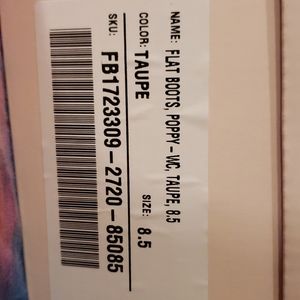 NAME: FLAT BOOTS, POPPY-WC, TAUPE, 8.5
COLOR: TAUPE SIZE: 8.5
SKU: FB1723309-2720-85085